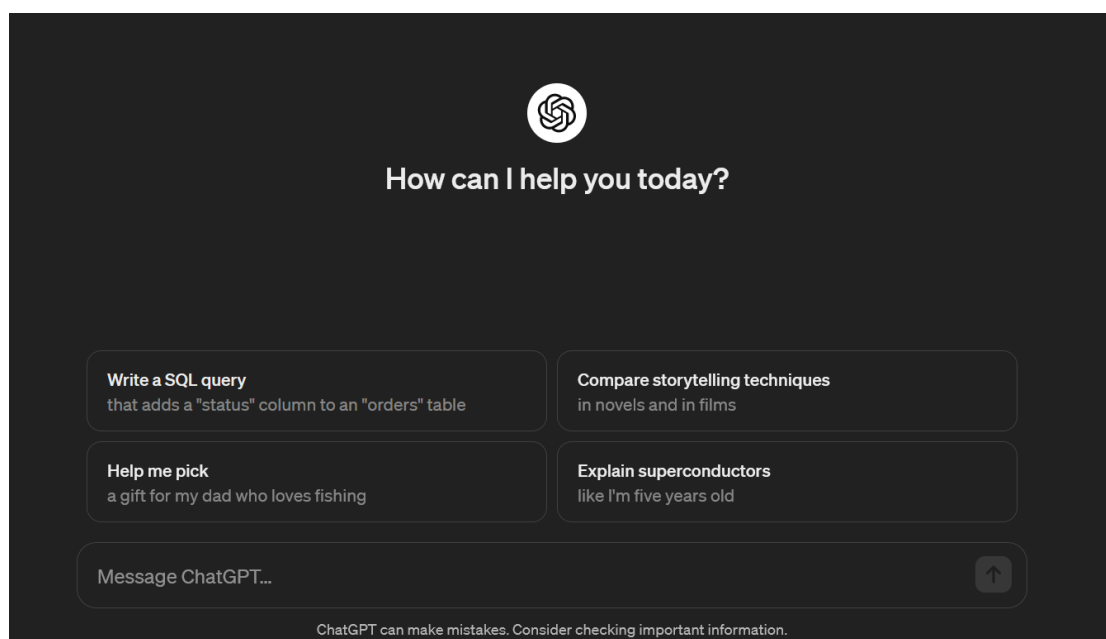 How can I help you today?
Write a SQL query
that adds a "status" column to an "orders" table
Compare storytelling techniques
in novels and in films
Help me pick
a gift for my dad who loves fishing
Explain superconductors
like I'm five years old
Message ChatGPT...
ChatGPT can make mistakes. Consider checking important information.